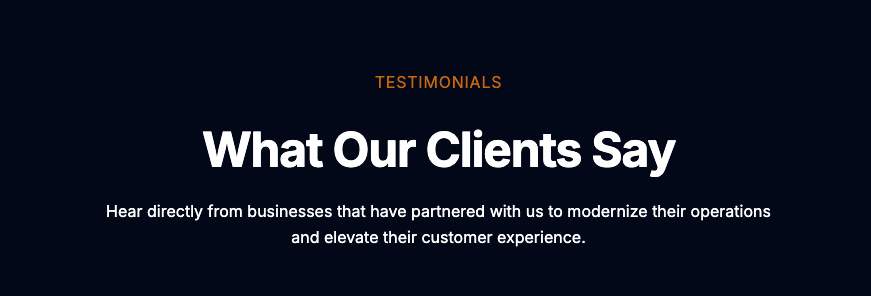 TESTIMONIALS
What Our Clients Say
Hear directly from businesses that have partnered with us to modernize their operations
and elevate their customer experience.